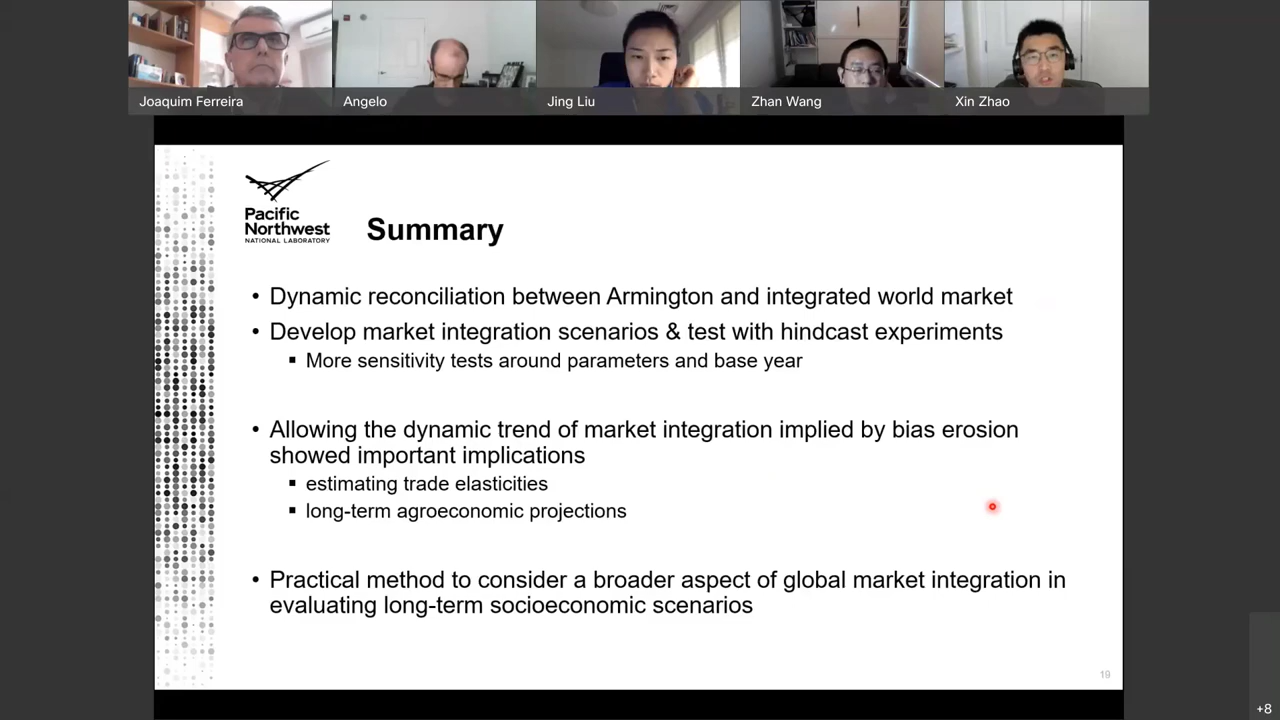 Joaquim Ferreira
Angelo
Jing Liu
Zhan Wang
Xin Zhao
Pacific
Northwest
NATIONAL LABORATORY
Summary
• Dynamic reconciliation between Armington and integrated world market
• Develop market integration scenarios & test with hindcast experiments
▪ More sensitivity tests around parameters and base year
• Allowing the dynamic trend of market integration implied by bias erosion
showed important implications
▪ estimating trade elasticities
▪ long-term agroeconomic projections
• Practical method to consider a broader aspect of global market integration in
evaluating long-term socioeconomic scenarios
19
+8